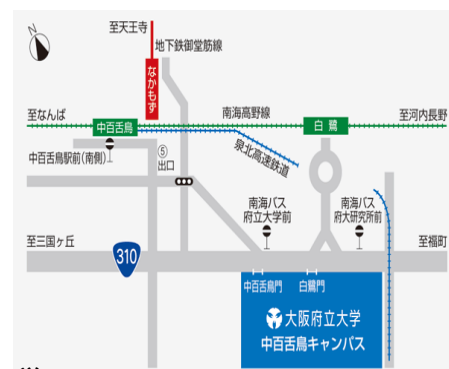 至天王寺
地下鉄御堂筋線
N
なかもず
至なんば
中百舌鳥
南海高野線
白鷺
至河内長野
泉北高速鉄道
中百舌鳥駅前(南側)
⑤
出口
南海バス
府立大学前
南海バス
府大研究所前
至三国ヶ丘
310
至福町
中百舌鳥門
白鷺門
大阪府立大学
中百舌鳥キャンパス